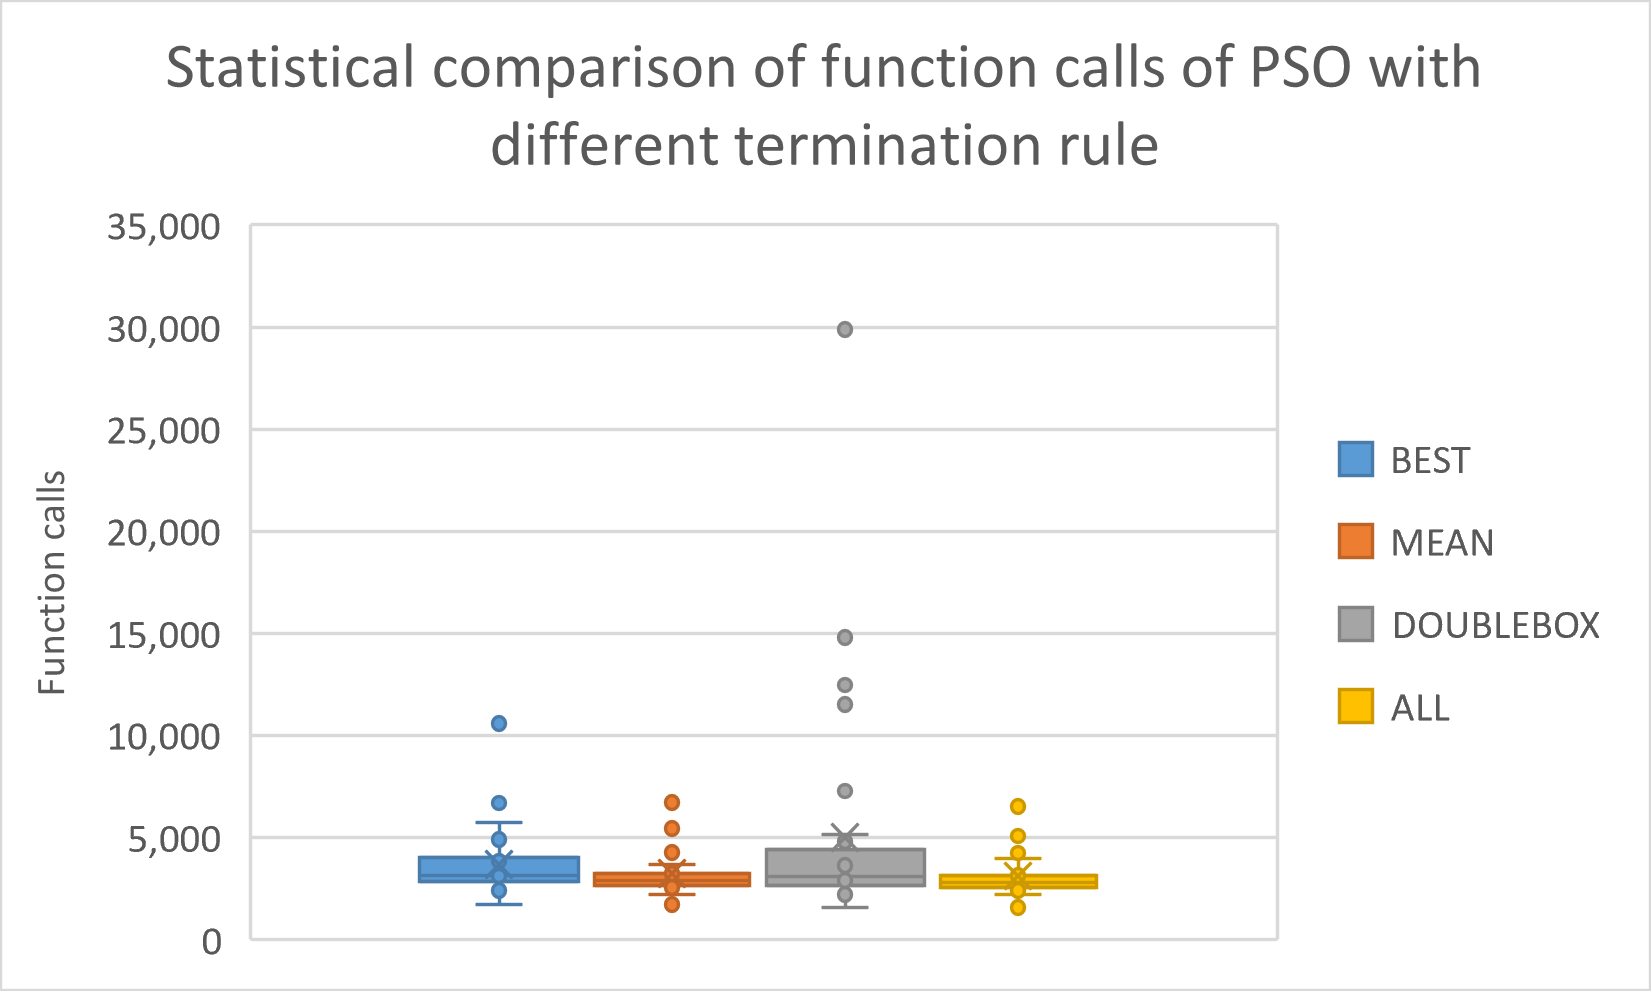 Statistical comparison of function calls of PSO with
different termination rule
Function calls
35,000
30,000
25,000
20,000
15,000
10,000
5,000
0
BEST
MEAN
DOUBLEBOX
ALL